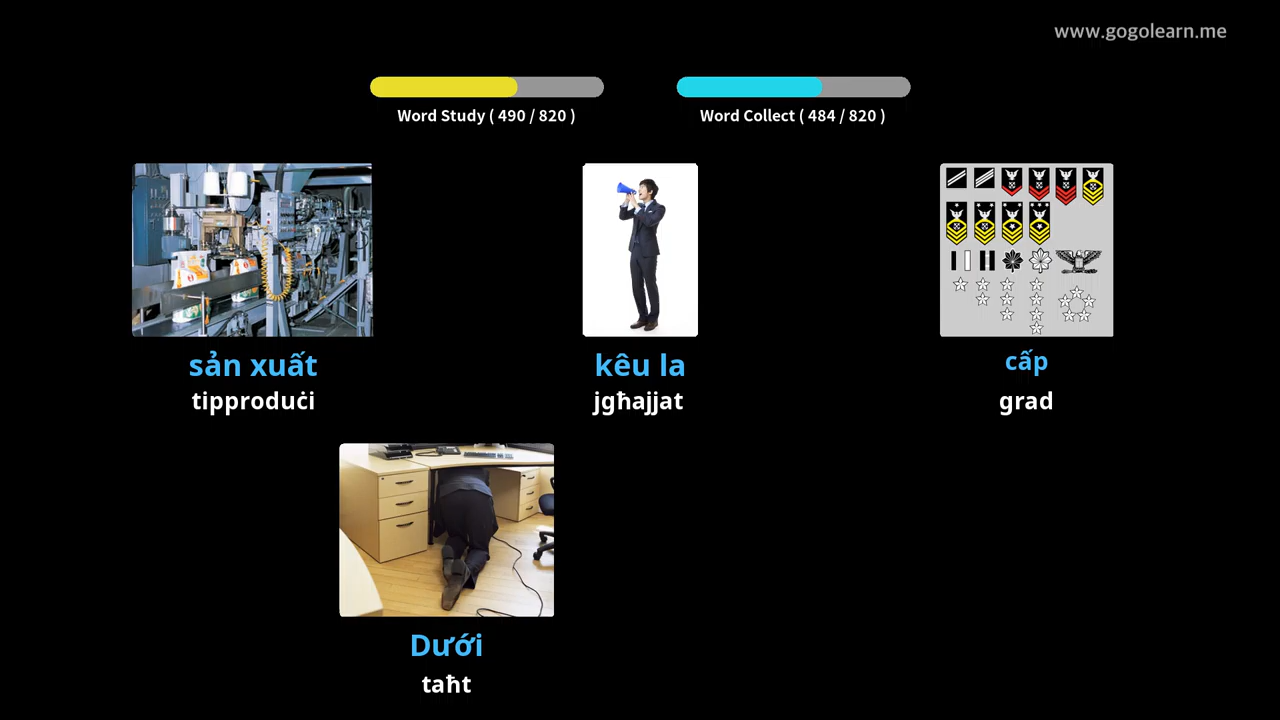 www.gogolearn.me
Word Study ( 490 / 820 )
Word Collect ( 484 / 820 )
sản xuất
tipproduċi
kêu la
jgħajjat
cấp
grad
Dưới
taħt